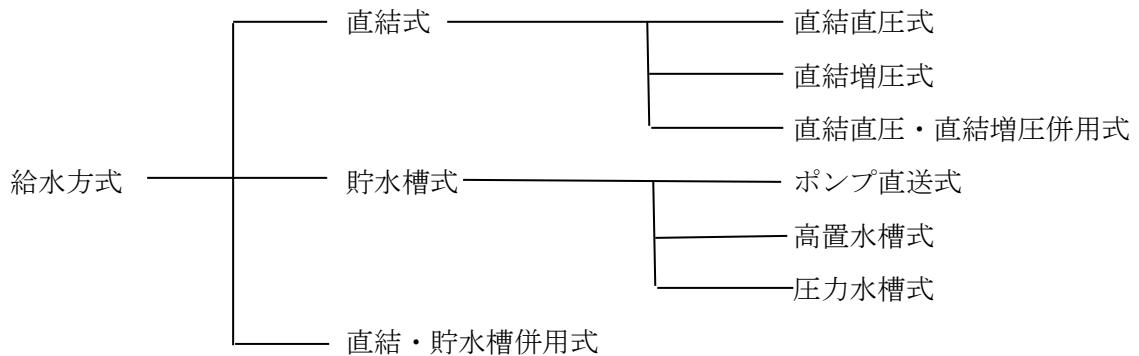 直結式
直結直圧式
直結増圧式
直結直圧・直結増圧併用式
給水方式
貯水槽式
ポンプ直送式
高置水槽式
圧力水槽式
直結・貯水槽併用式